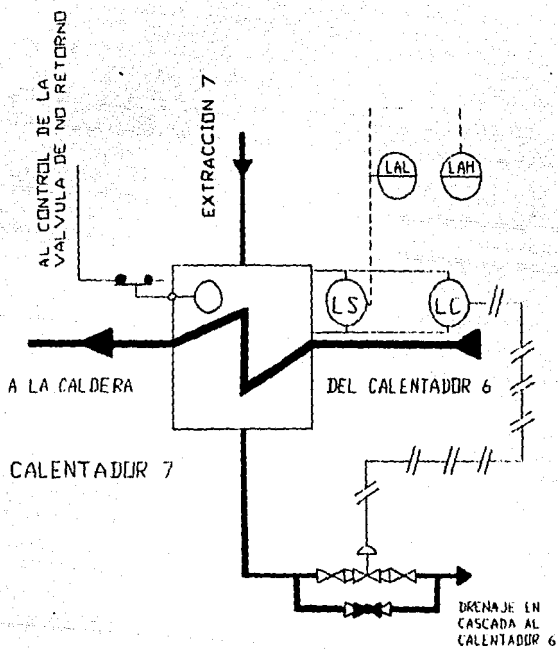 AL CONTROL DE LA
VALVULA DE NO RETORNO
EXTRACCION 7
LAL
LAH
LS
LC
A LA CALDERA
DEL CALENTADOR 6
CALENTADOR 7
DRENAJE EN
CASCADA AL
CALENTADOR 6